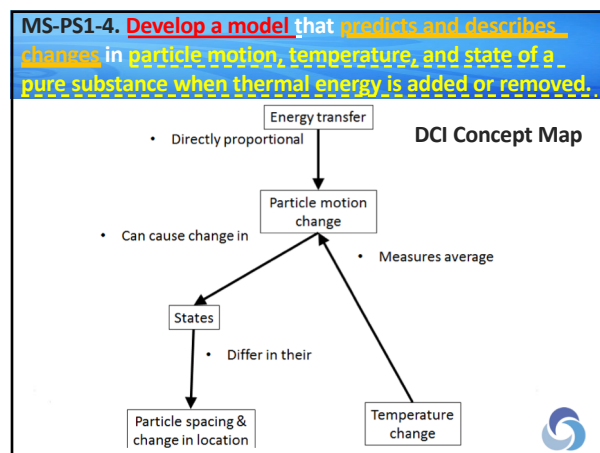 MS-PS1-4. Develop a model that predicts and describes
changes in particle motion, temperature, and state of a
pure substance when thermal energy is added or removed.
Energy transfer
DCI Concept Map
• Directly proportional
Particle motion
change
• Can cause change in
• Measures average
States
• Differ in their
Particle spacing &
change in location
Temperature
change